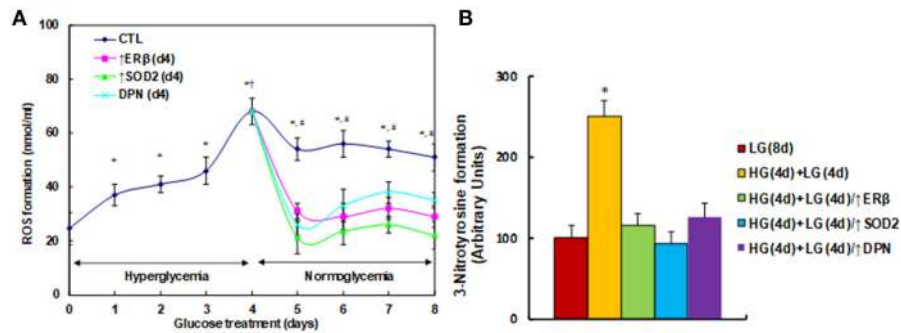 A
ROS formation (nmol/ml)
100
80
60
40
20
0
CTL
↑ERβ (d4)
↑SOD2 (d4)
DPN (d4)
*
*
*
*†
*,‡
*,‡
*,‡
*,‡
Hyperglycemia
Normoglycemia
0 1 2 3 4 5 6 7 8
Glucose treatment (days)
B
3-Nitrotyrosine formation
(Arbitrary Units)
300
200
100
0
*
LG(8d)
HG(4d)+LG(4d)
HG(4d)+LG(4d)/↑ERβ
HG(4d)+LG(4d)/↑SOD2
HG(4d)+LG(4d)/↑DPN